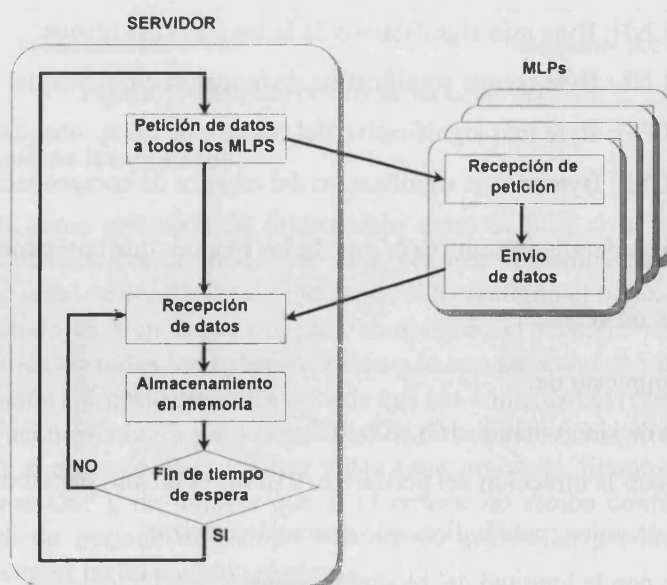 SERVIDOR
MLPs
Petición de datos
a todos los MLPS
Recepción de
petición
Envio
de datos
Recepción
de datos
Almacenamiento
en memoria
Fin de tiempo
de espera
NO
SI